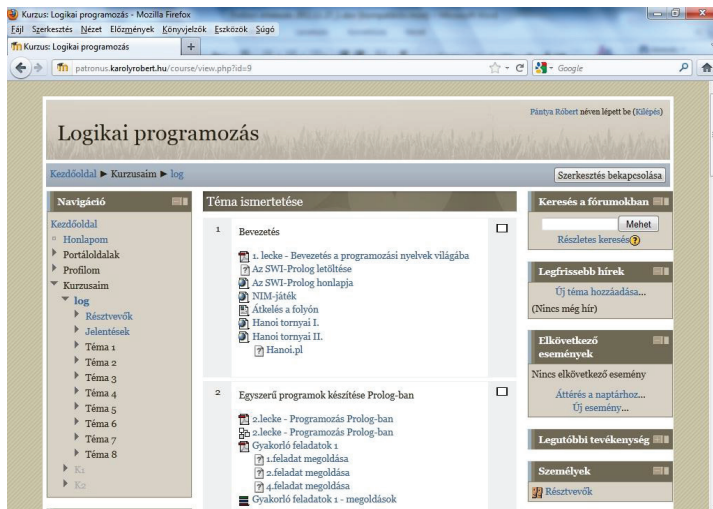 Kurzus: Logikai programozás - Mozilla Firefox
Fájl Szerkesztés Nézet Előzmények Könyvjelzők Eszközök Súgó
Kurzus: Logikai programozás
patronus.karolyrobert.hu/course/view.php?id=9
Google
Pántya Róbert néven lépett be (Kilépés)
Logikai programozás
Kezdőoldal ► Kurzusaim ► log
Szerkesztés bekapcsolása
Navigáció
Kezdőoldal
Honlapom
Portáloldalak
Profilom
Kurzusaim
log
Résztvevők
Jelentések
Téma 1
Téma 2
Téma 3
Téma 4
Téma 5
Téma 6
Téma 7
Téma 8
K1
K2
Téma ismertetése
1 Bevezetés
1. lecke - Bevezetés a programozási nyelvek világába
Az SWI-Prolog letöltése
Az SWI-Prolog honlapja
NIM-játék
Átkelés a folyón
Hanoi tornyai I.
Hanoi tornyai II.
Hanoi.pl
2 Egyszerű programok készítése Prolog-ban
2.lecke - Programozás Prolog-ban
2.lecke - Programozás Prolog-ban
Gyakorló feladatok 1
1.feladat megoldása
2.feladat megoldása
4.feladat megoldása
Gyakorló feladatok 1 - megoldások
Keresés a fórumokban
Mehet
Részletes keresés
Legfrissebb hírek
Új téma hozzáadása...
(Nincs még hír)
Elkövetkező
események
Nincs elkövetkező esemény
Áttérés a naptárhoz...
Új esemény...
Legutóbbi tevékenység
Személyek
Résztvevők